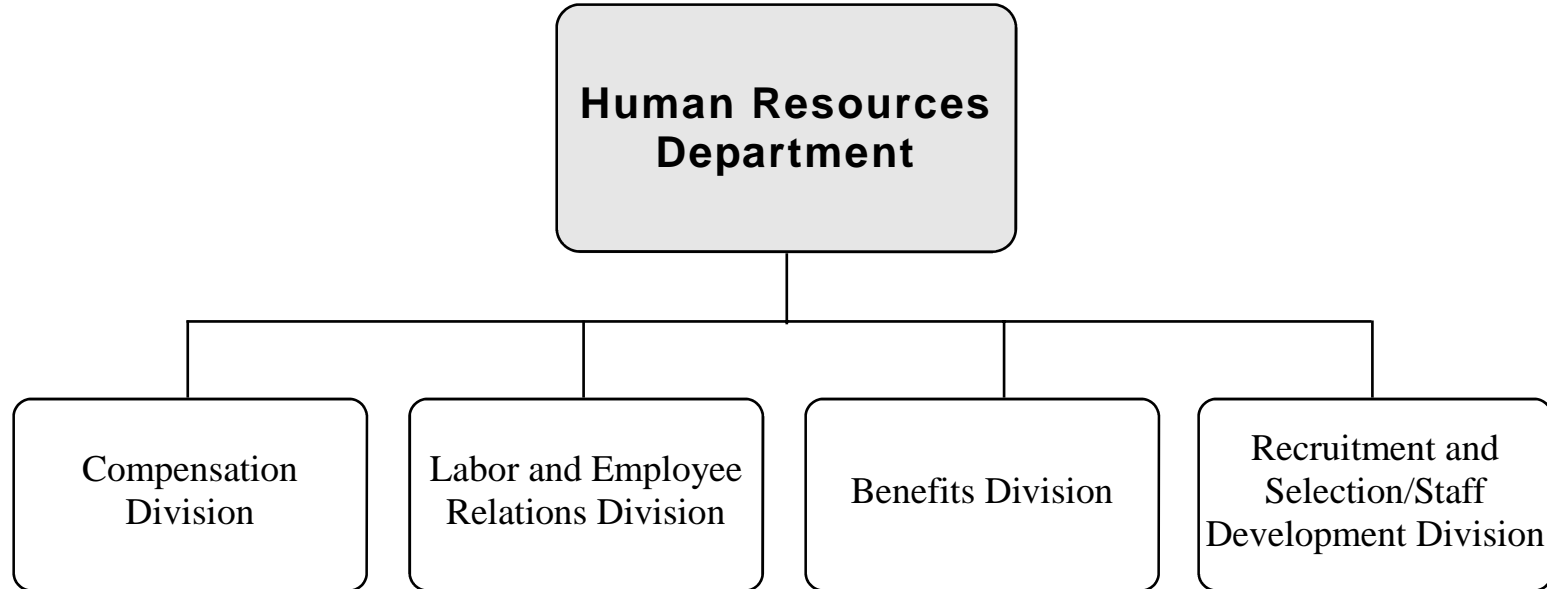 Human Resources
Department
Compensation
Division
Labor and Employee
Relations Division
Benefits Division
Recruitment and
Selection/Staff
Development Division